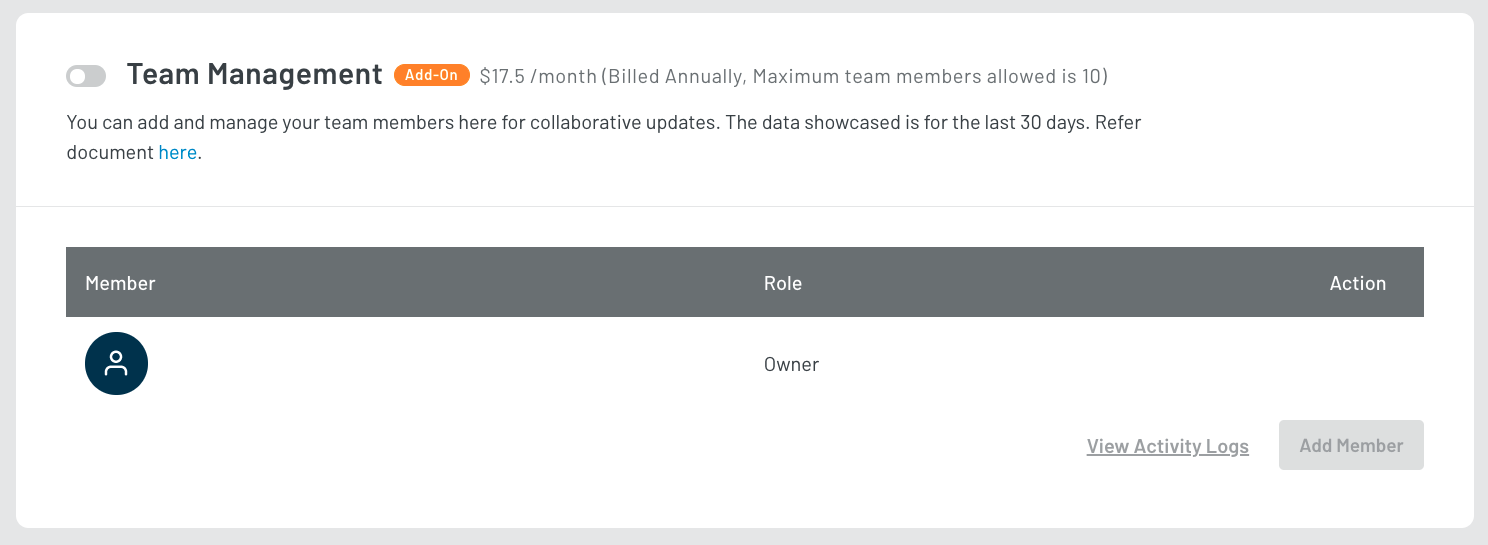 Team Management Add-On $17.5 /month (Billed Annually, Maximum team members allowed is 10)
You can add and manage your team members here for collaborative updates. The data showcased is for the last 30 days. Refer
document here.
Member Role Action
Owner
View Activity Logs Add Member